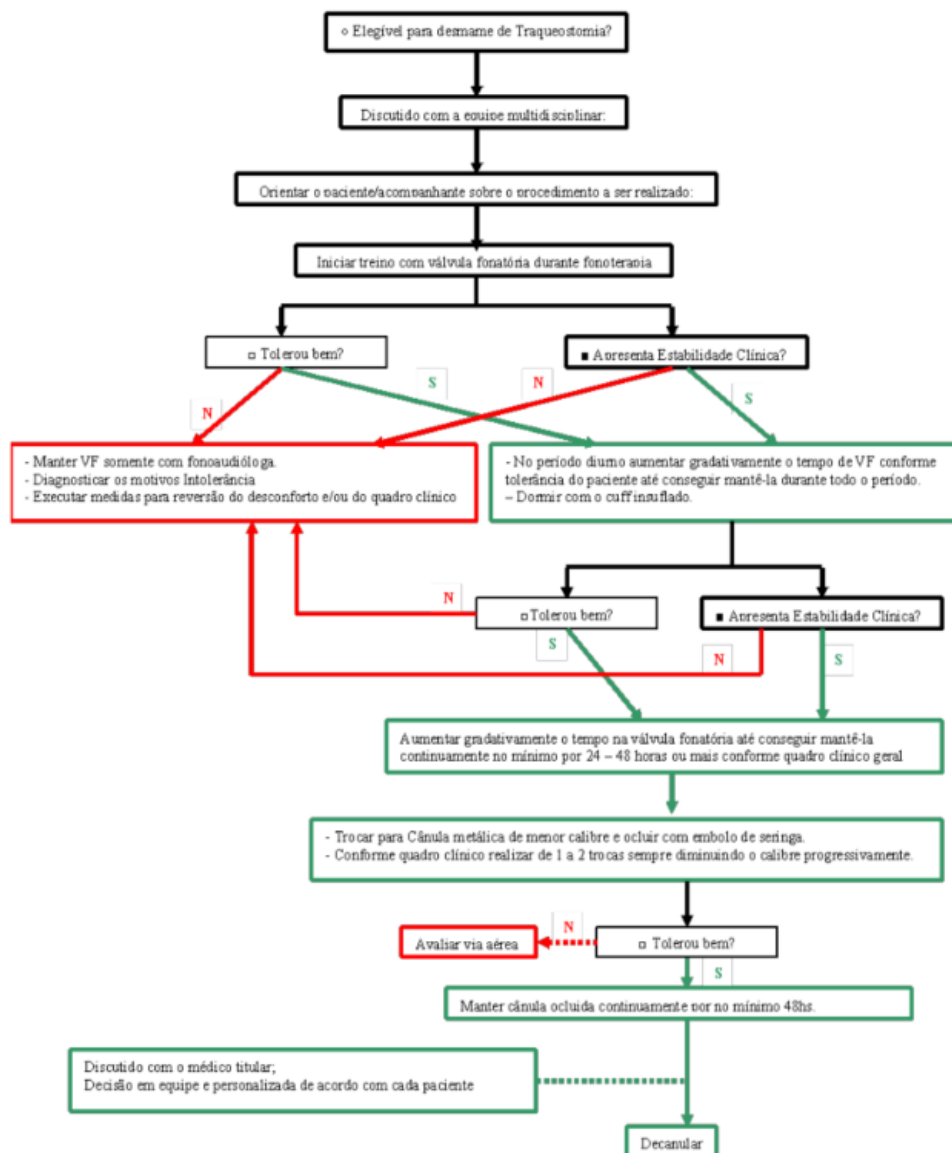 ○ Elegível para desmame de Traqueostomia?
Discutido com a equipe multidisciplinar:
Orientar o paciente/acompanhante sobre o procedimento a ser realizado:
Iniciar treino com válvula fonatória durante fonoterapia
□ Tolerou bem?
■ Apresenta Estabilidade Clínica?
N
S
N
S
- Manter VF somente com fonoaudióloga.
- Diagnosticar os motivos Intolerância
- Executar medidas para reversão do desconforto e/ou do quadro clínico
- No período diurno aumentar gradativamente o tempo de VF conforme
tolerância do paciente até conseguir mantê-la durante todo o período.
– Dormir com o cuff insuflado.
N
□ Tolerou bem?
■ Apresenta Estabilidade Clínica?
S
N
S
Aumentar gradativamente o tempo na válvula fonatória até conseguir mantê-la
continuamente no mínimo por 24 – 48 horas ou mais conforme quadro clínico geral
- Trocar para Cânula metálica de menor calibre e ocluir com embolo de seringa.
- Conforme quadro clínico realizar de 1 a 2 trocas sempre diminuindo o calibre progressivamente.
Avaliar via aérea
N
□ Tolerou bem?
S
Manter cânula ocluida continuamente por no mínimo 48hs.
Discutido com o médico titular;
Decisão em equipe e personalizada de acordo com cada paciente
Decanular